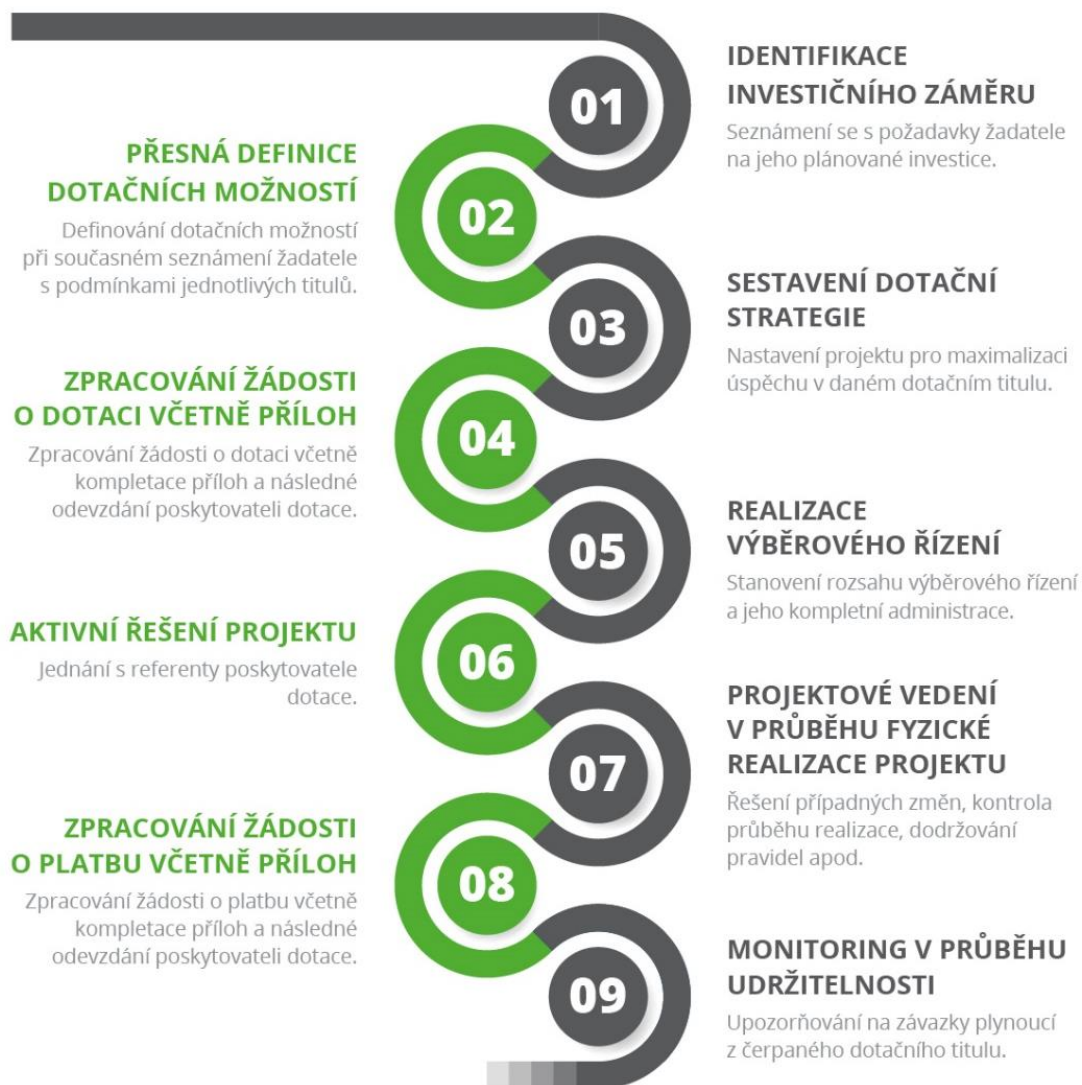 01
IDENTIFIKACE
INVESTIČNÍHO ZÁMĚRU
Seznámení se s požadavky žadatele
na jeho plánované investice.
02
PŘESNÁ DEFINICE
DOTAČNÍCH MOŽNOSTÍ
Definování dotačních možností
při současném seznámení žadatele
s podmínkami jednotlivých titulů.
03
SESTAVENÍ DOTAČNÍ
STRATEGIE
Nastavení projektu pro maximalizaci
úspěchu v daném dotačním titulu.
04
ZPRACOVÁNÍ ŽÁDOSTI
O DOTACI VČETNĚ PŘÍLOH
Zpracování žádosti o dotaci včetně
kompletace příloh a následné
odevzdání poskytovateli dotace.
05
REALIZACE
VÝBĚROVÉHO ŘÍZENÍ
Stanovení rozsahu výběrového řízení
a jeho kompletní administrace.
06
AKTIVNÍ ŘEŠENÍ PROJEKTU
Jednání s referenty poskytovatele
dotace.
07
PROJEKTOVÉ VEDENÍ
V PRŮBĚHU FYZICKÉ
REALIZACE PROJEKTU
Řešení případných změn, kontrola
průběhu realizace, dodržování
pravidel apod.
08
ZPRACOVÁNÍ ŽÁDOSTI
O PLATBU VČETNĚ PŘÍLOH
Zpracování žádosti o platbu včetně
kompletace příloh a následné
odevzdání poskytovateli dotace.
09
MONITORING V PRŮBĚHU
UDRŽITELNOSTI
Upozorňování na závazky plynoucí
z čerpaného dotačního titulu.